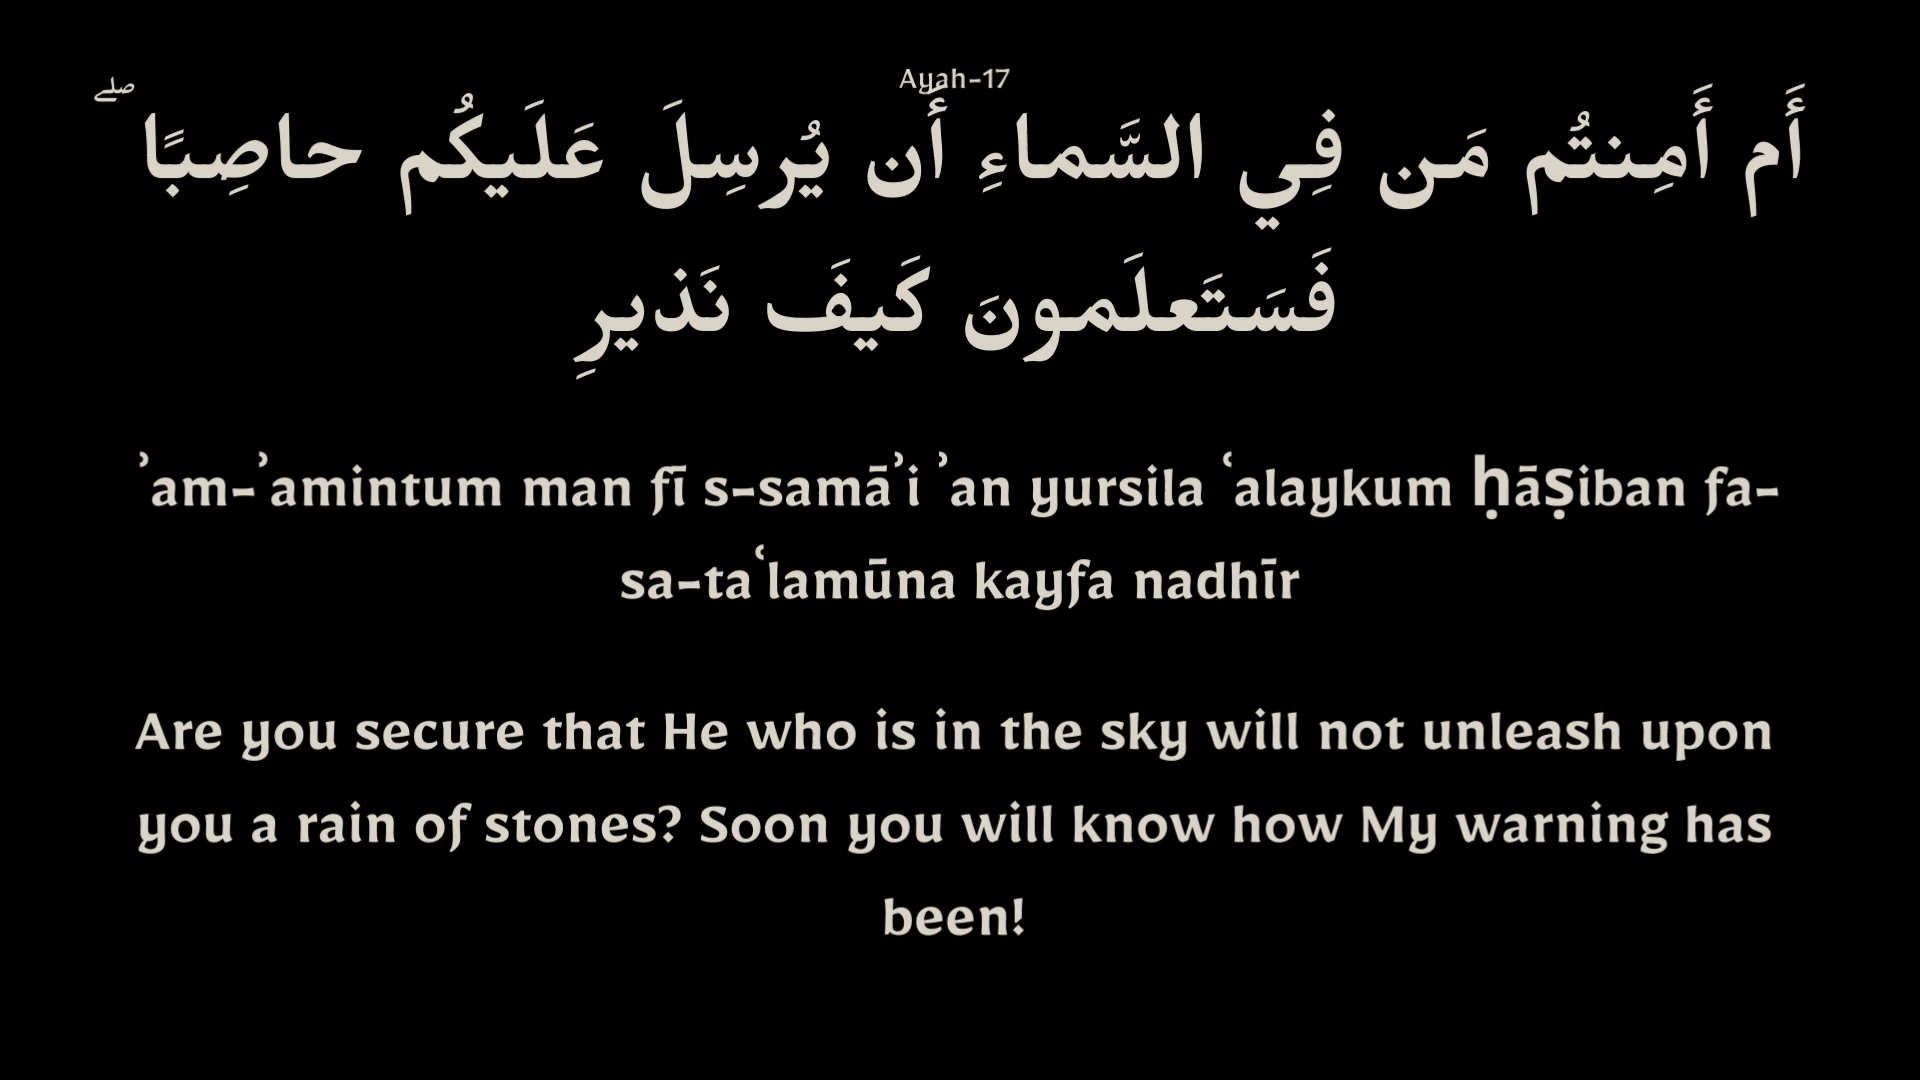 Ayah-17
أَم أَمِنتُم مَن فِي السَّماءِ أَن يُرسِلَ عَلَيكُم حاصِبًا ۖ
فَسَتَعلَمونَ كَيفَ نَذيرِ
ʾam-ʾamintum man fī s-samāʾi ʾan yursila ʿalaykum ḥāṣiban fa-
sa-taʿlamūna kayfa nadhīr
Are you secure that He who is in the sky will not unleash upon
you a rain of stones? Soon you will know how My warning has
been!